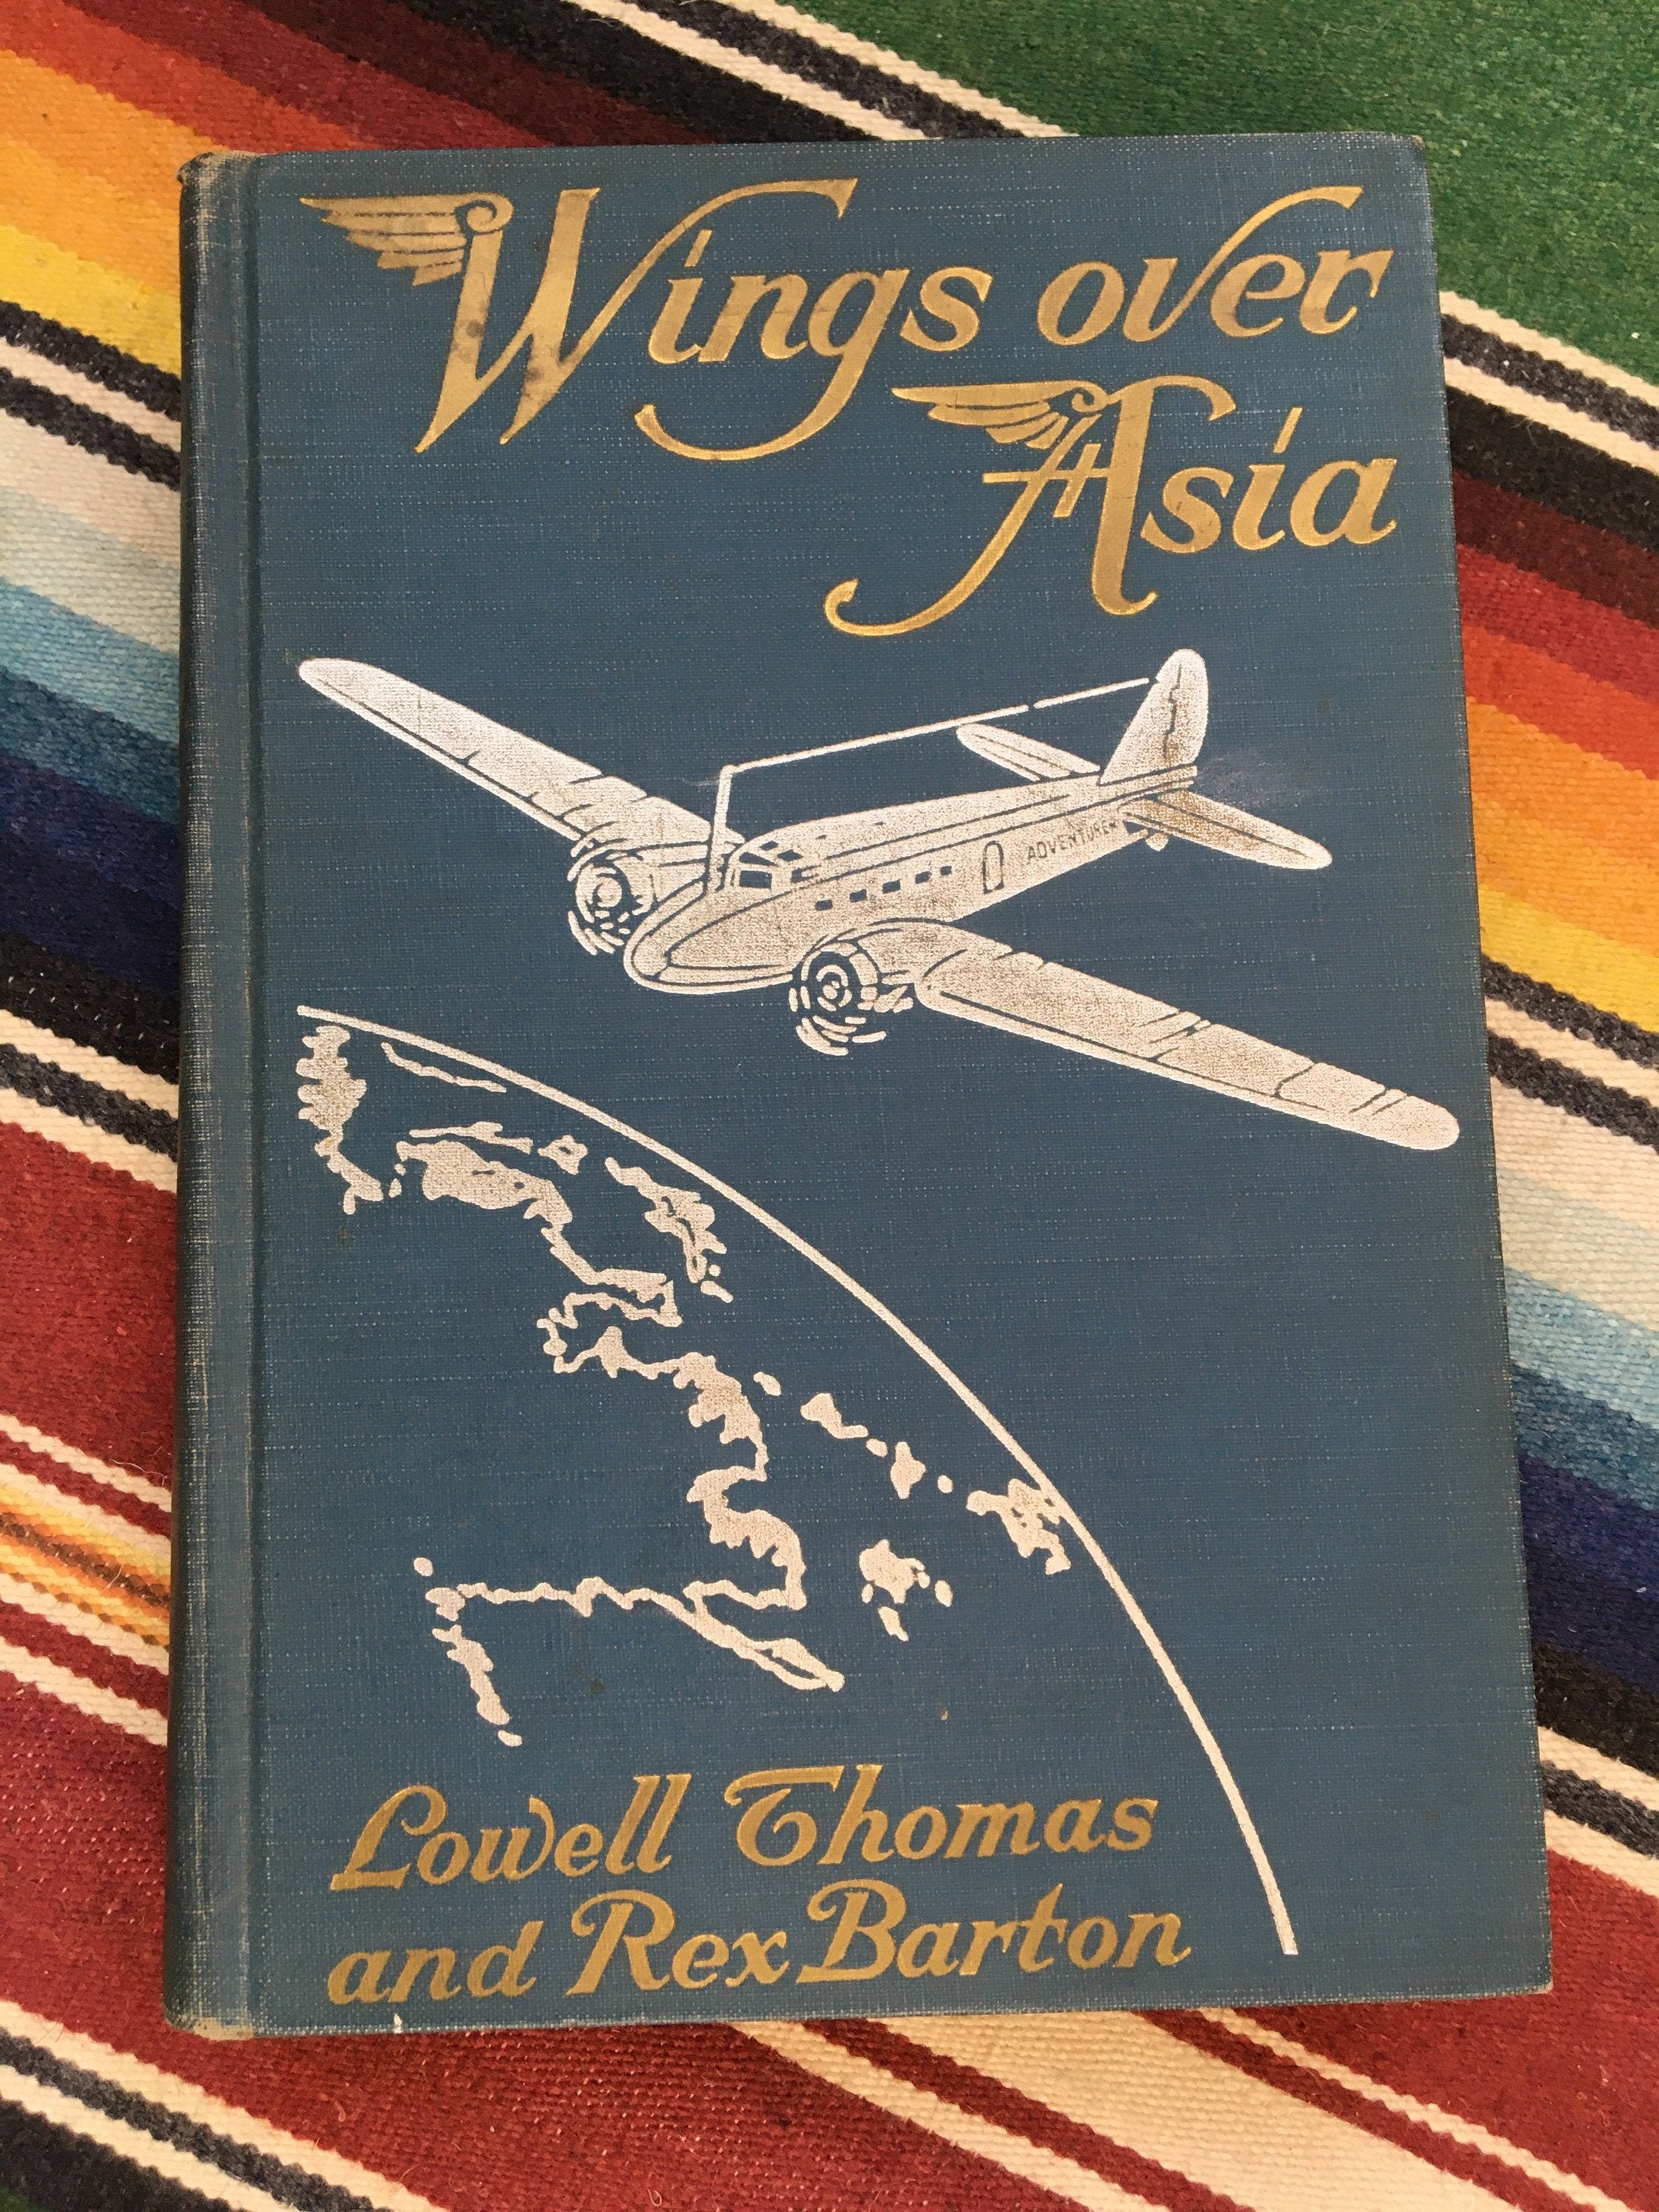 Wings over
Asia
ADVENTURER
Lowell Thomas
and Rex Barton